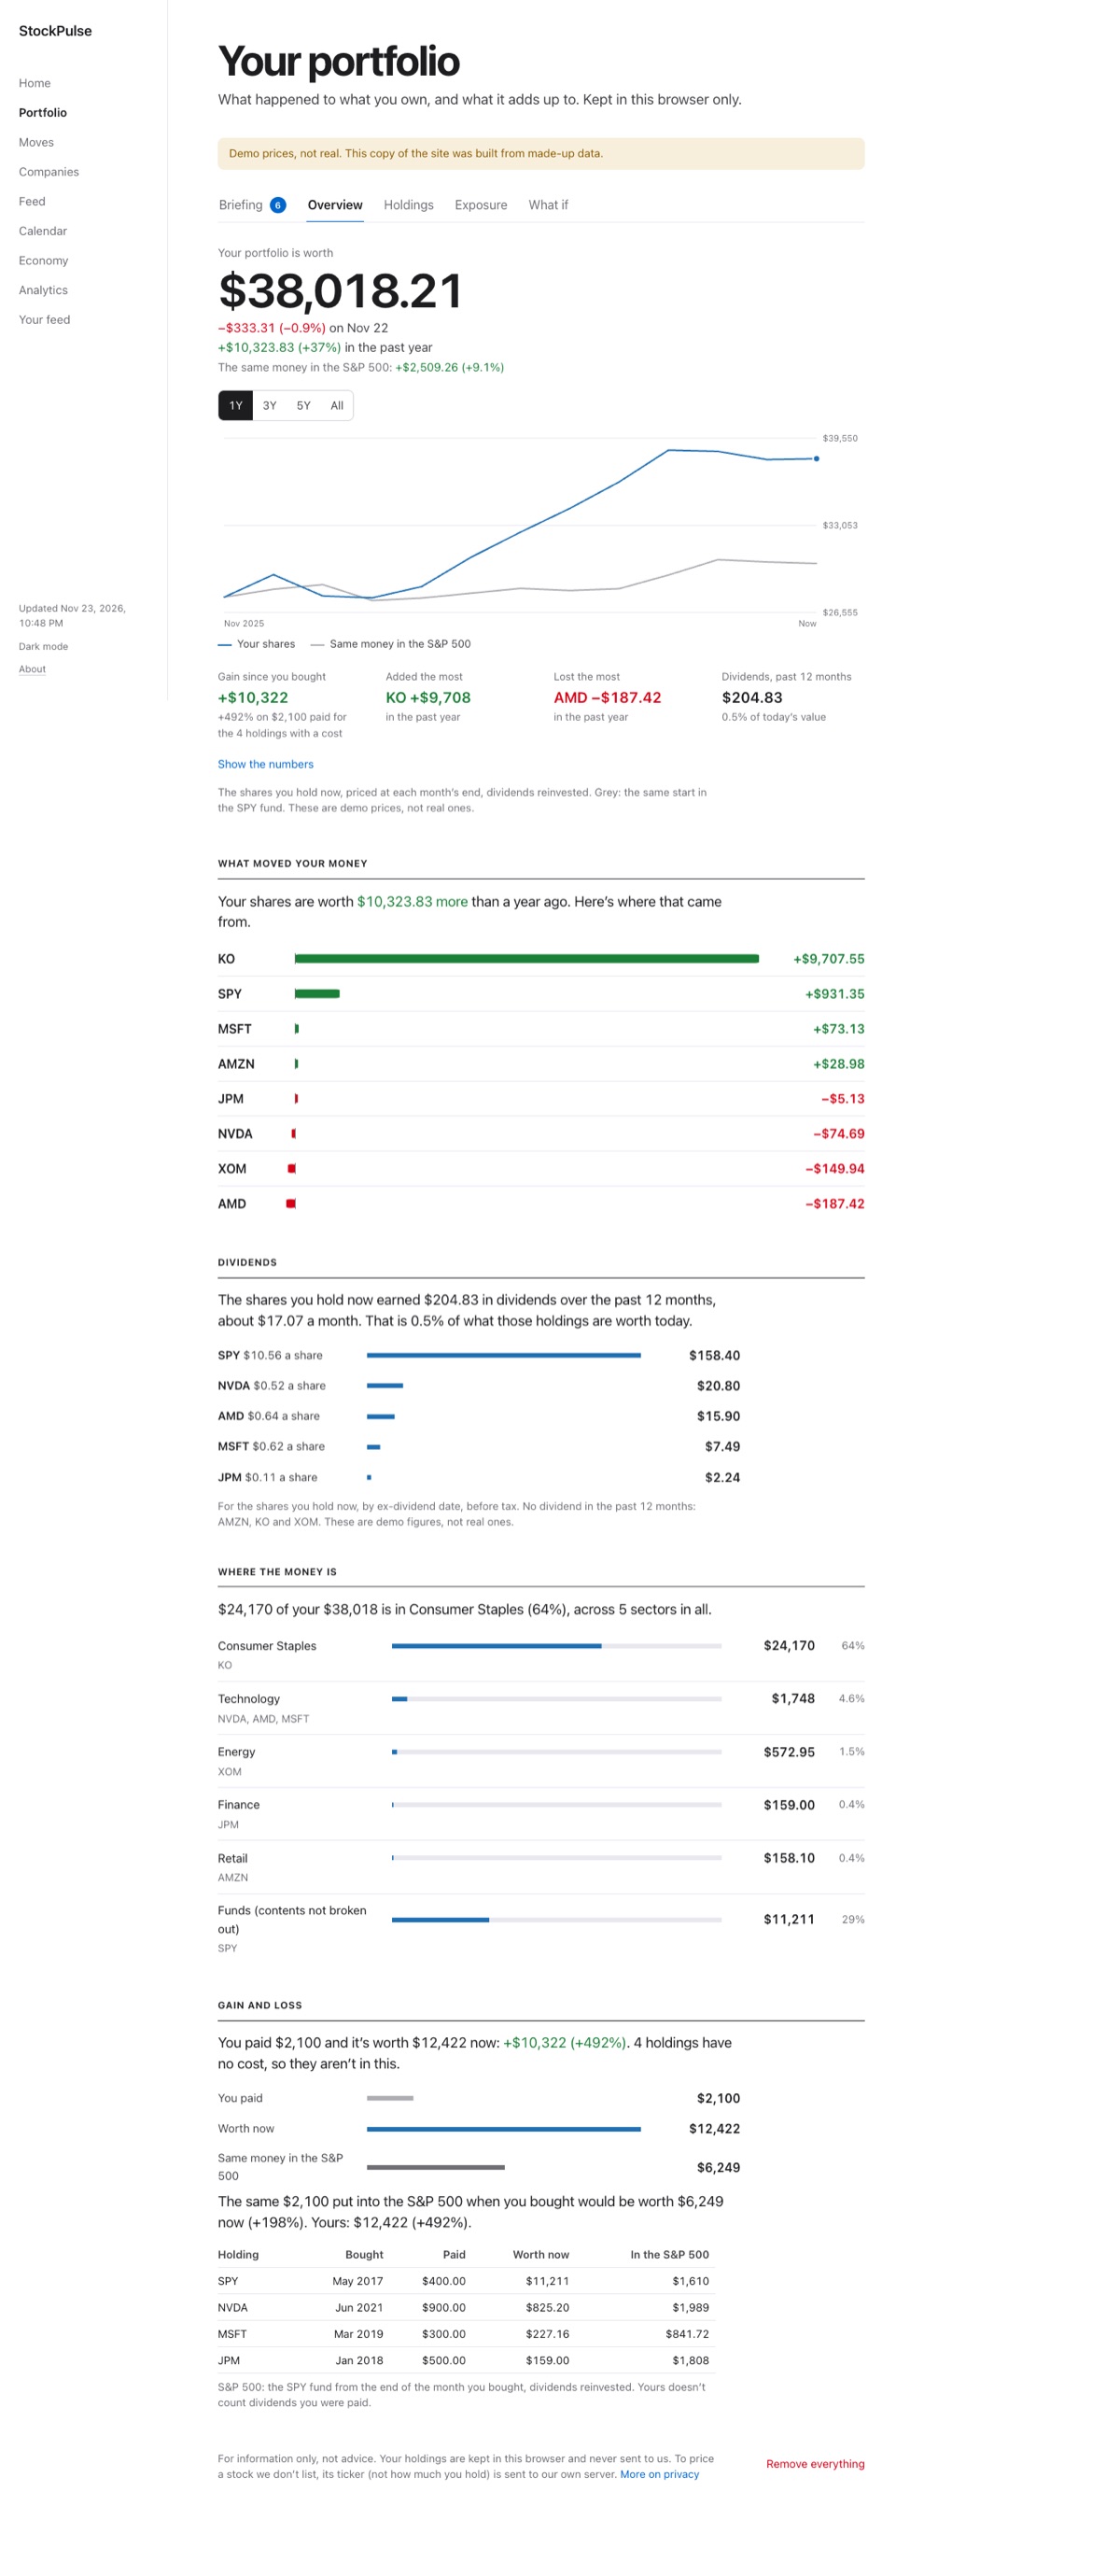 StockPulse
Home
Portfolio
Moves
Companies
Feed
Calendar
Economy
Analytics
Your feed
Updated Nov 23, 2026,
10:48 PM
Dark mode
About
Your portfolio
What happened to what you own, and what it adds up to. Kept in this browser only.
Demo prices, not real. This copy of the site was built from made-up data.
Briefing 6 Overview Holdings Exposure What if
Your portfolio is worth
$38,018.21
−$333.31 (−0.9%) on Nov 22
+$10,323.83 (+37%) in the past year
The same money in the S&P 500: +$2,509.26 (+9.1%)
1Y 3Y 5Y All
$39,550
$33,053
$26,555
Nov 2025 Now
Your shares Same money in the S&P 500
Gain since you bought
+$10,322
+492% on $2,100 paid for
the 4 holdings with a cost
Added the most
KO +$9,708
in the past year
Lost the most
AMD −$187.42
in the past year
Dividends, past 12 months
$204.83
0.5% of today's value
Show the numbers
The shares you hold now, priced at each month's end, dividends reinvested. Grey: the same start in
the SPY fund. These are demo prices, not real ones.
WHAT MOVED YOUR MONEY
Your shares are worth $10,323.83 more than a year ago. Here's where that came
from.
KO +$9,707.55
SPY +$931.35
MSFT +$73.13
AMZN +$28.98
JPM −$5.13
NVDA −$74.69
XOM −$149.94
AMD −$187.42
DIVIDENDS
The shares you hold now earned $204.83 in dividends over the past 12 months,
about $17.07 a month. That is 0.5% of what those holdings are worth today.
SPY $10.56 a share $158.40
NVDA $0.52 a share $20.80
AMD $0.64 a share $15.90
MSFT $0.62 a share $7.49
JPM $0.11 a share $2.24
For the shares you hold now, by ex-dividend date, before tax. No dividend in the past 12 months:
AMZN, KO and XOM. These are demo figures, not real ones.
WHERE THE MONEY IS
$24,170 of your $38,018 is in Consumer Staples (64%), across 5 sectors in all.
Consumer Staples $24,170 64%
KO
Technology $1,748 4.6%
NVDA, AMD, MSFT
Energy $572.95 1.5%
XOM
Finance $159.00 0.4%
JPM
Retail $158.10 0.4%
AMZN
Funds (contents not broken
out) $11,211 29%
SPY
GAIN AND LOSS
You paid $2,100 and it's worth $12,422 now: +$10,322 (+492%). 4 holdings have
no cost, so they aren't in this.
You paid $2,100
Worth now $12,422
Same money in the S&P
500 $6,249
The same $2,100 put into the S&P 500 when you bought would be worth $6,249
now (+198%). Yours: $12,422 (+492%).
Holding Bought Paid Worth now In the S&P 500
SPY May 2017 $400.00 $11,211 $1,610
NVDA Jun 2021 $900.00 $825.20 $1,989
MSFT Mar 2019 $300.00 $227.16 $841.72
JPM Jan 2018 $500.00 $159.00 $1,808
S&P 500: the SPY fund from the end of the month you bought, dividends reinvested. Yours doesn't
count dividends you were paid.
For information only, not advice. Your holdings are kept in this browser and never sent to us. To price
a stock we don't list, its ticker (not how much you hold) is sent to our own server. More on privacy
Remove everything